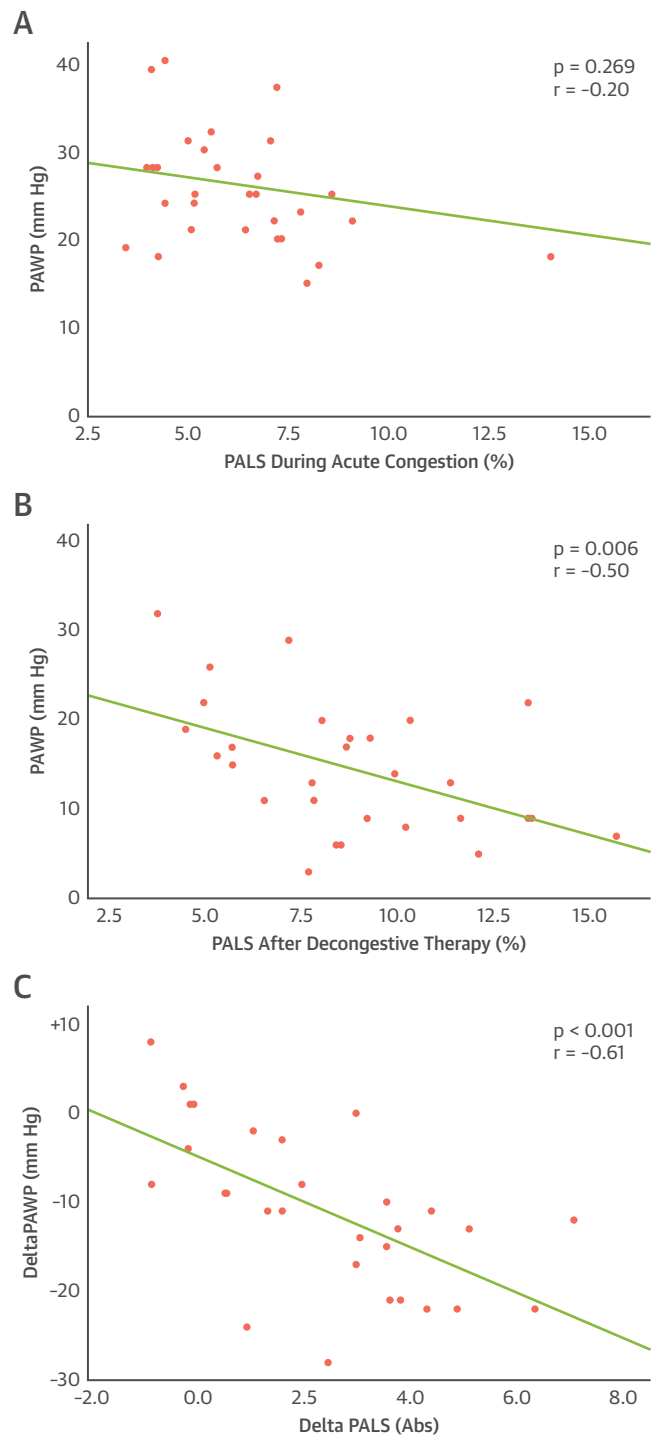 A
p = 0.269
r = −0.20
40
30
20
10
0
PAWP (mm Hg)
2.5 5.0 7.5 10.0 12.5 15.0
PALS During Acute Congestion (%)
B
p = 0.006
r = −0.50
40
30
20
10
0
PAWP (mm Hg)
2.5 5.0 7.5 10.0 12.5 15.0
PALS After Decongestive Therapy (%)
C
p < 0.001
r = −0.61
+10
0
−10
−20
−30
DeltaPAWP (mm Hg)
−2.0 0.0 2.5 4.0 6.0 8.0
Delta PALS (Abs)